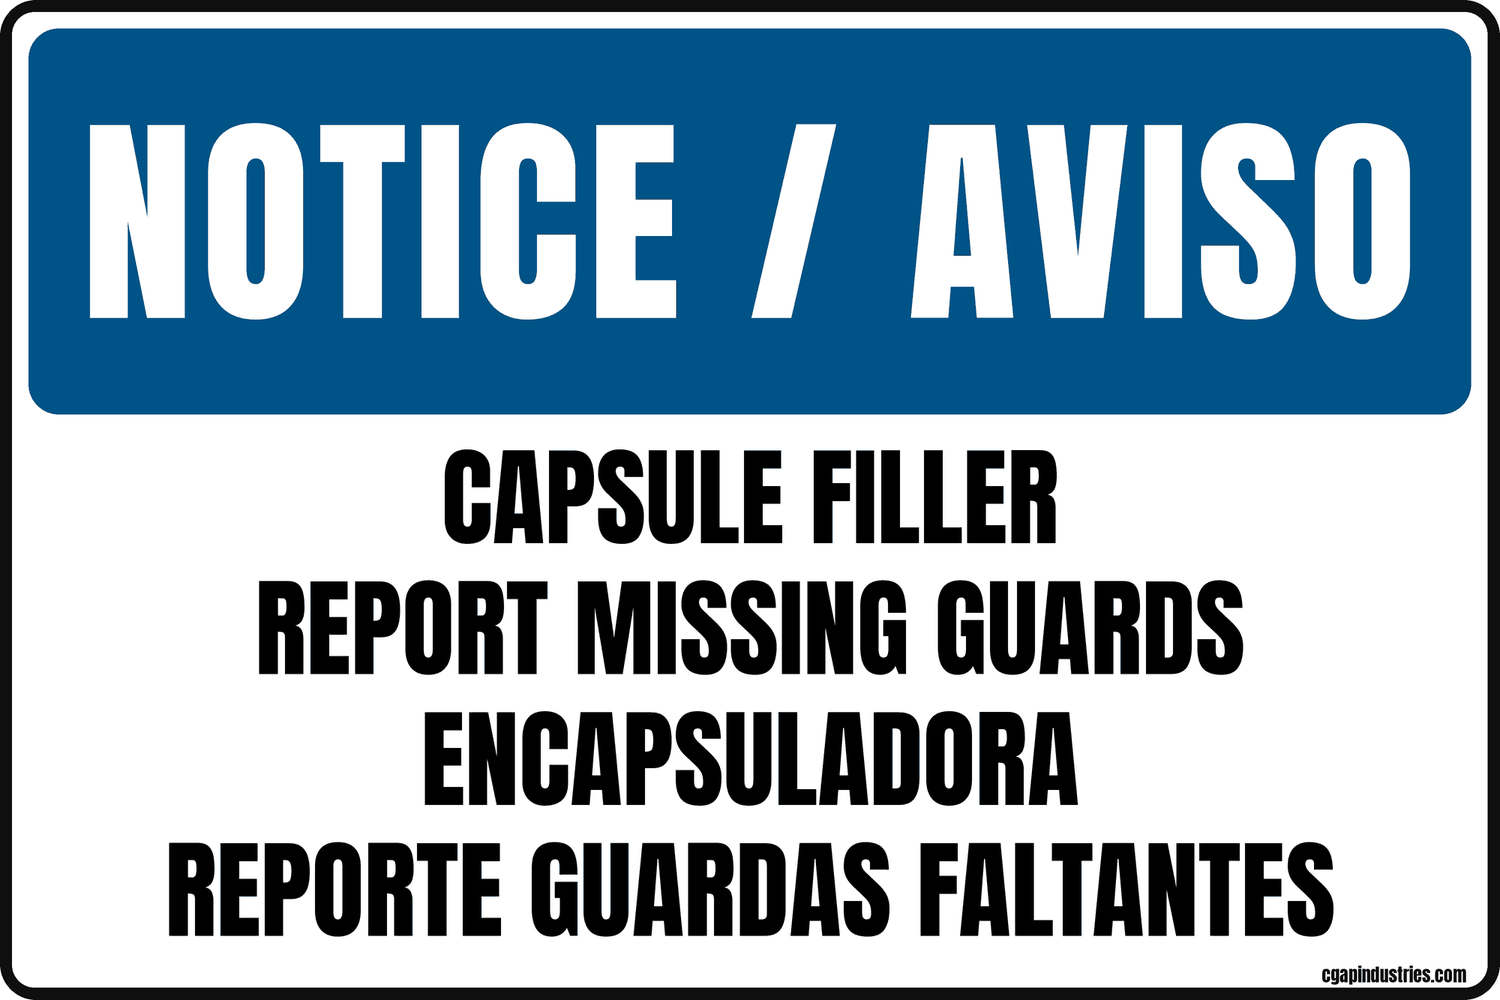 NOTICE / AVISO
CAPSULE FILLER
REPORT MISSING GUARDS
ENCAPSULADORA
REPORTE GUARDAS FALTANTES
cgapindustries.com